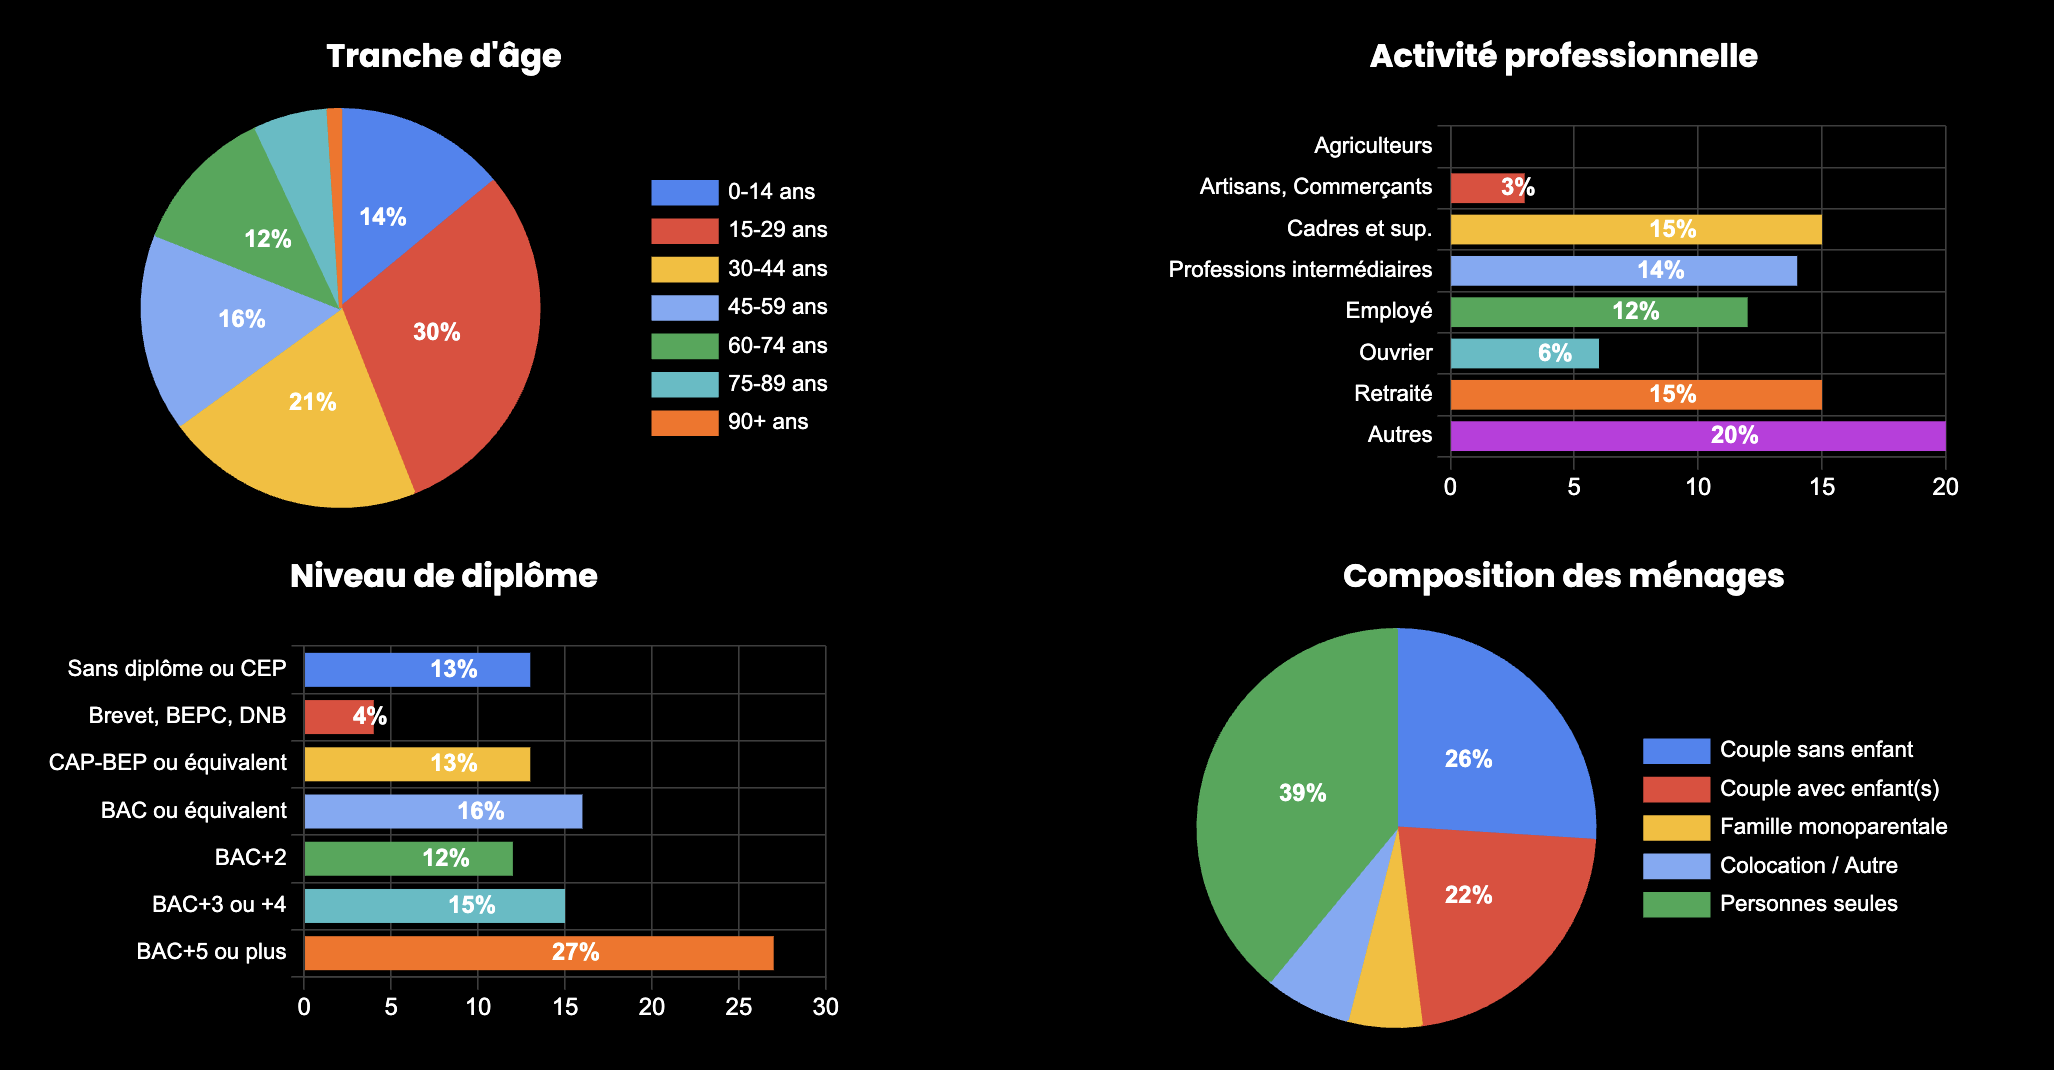 Tranche d'âge
14%
30%
21%
16%
12%
0-14 ans
15-29 ans
30-44 ans
45-59 ans
60-74 ans
75-89 ans
90+ ans
Activité professionnelle
Agriculteurs
Artisans, Commerçants 3%
Cadres et sup. 15%
Professions intermédiaires 14%
Employé 12%
Ouvrier 6%
Retraité 15%
Autres 20%
0 5 10 15 20
Niveau de diplôme
Sans diplôme ou CEP 13%
Brevet, BEPC, DNB 4%
CAP-BEP ou équivalent 13%
BAC ou équivalent 16%
BAC+2 12%
BAC+3 ou +4 15%
BAC+5 ou plus 27%
0 5 10 15 20 25 30
Composition des ménages
26%
22%
39%
Couple sans enfant
Couple avec enfant(s)
Famille monoparentale
Colocation / Autre
Personnes seules